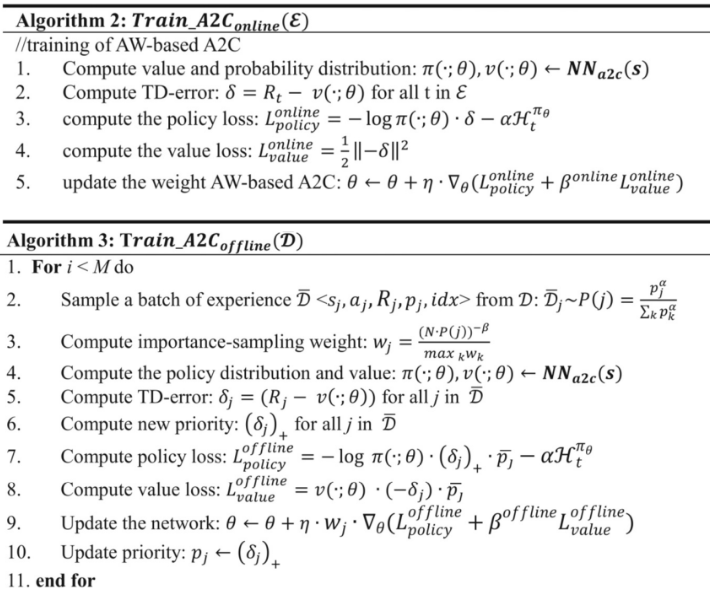 Algorithm 2: Train_A2C_online(ℰ)
//training of AW-based A2C
1. Compute value and probability distribution: π(·; θ), v(·; θ) ← NN_a2c(s)
2. Compute TD-error: δ = R_t − v(·; θ) for all t in ℰ
3. compute the policy loss: L_policy^online = − log π(·; θ) · δ − αℋ_t^π_θ
4. compute the value loss: L_value^online = 1/2 ‖−δ‖²
5. update the weight AW-based A2C: θ ← θ + η · ∇_θ(L_policy^online + β^online L_value^online)
Algorithm 3: Train_A2C_offline(𝒟̅)
1. For i < M do
2. Sample a batch of experience 𝒟̅ <s_j, a_j, R_j, p_j, idx> from 𝒟: 𝒟̅_j~P(j) = p_j^α / ∑_k p_k^α
3. Compute importance-sampling weight: w_j = (N·P(j))^−β / max_k w_k
4. Compute the policy distribution and value: π(·; θ), v(·; θ) ← NN_a2c(s)
5. Compute TD-error: δ_j = (R_j − v(·; θ)) for all j in 𝒟̅
6. Compute new priority: (δ_j)_+ for all j in 𝒟̅
7. Compute policy loss: L_policy^offline = − log π(·; θ) · (δ_j)_+ · p̅_j − αℋ_t^π_θ
8. Compute value loss: L_value^offline = v(·; θ) · (−δ_j) · p̅_j
9. Update the network: θ ← θ + η · w_j · ∇_θ(L_policy^offline + β^offline L_value^offline)
10. Update priority: p_j ← (δ_j)_+
11. end for